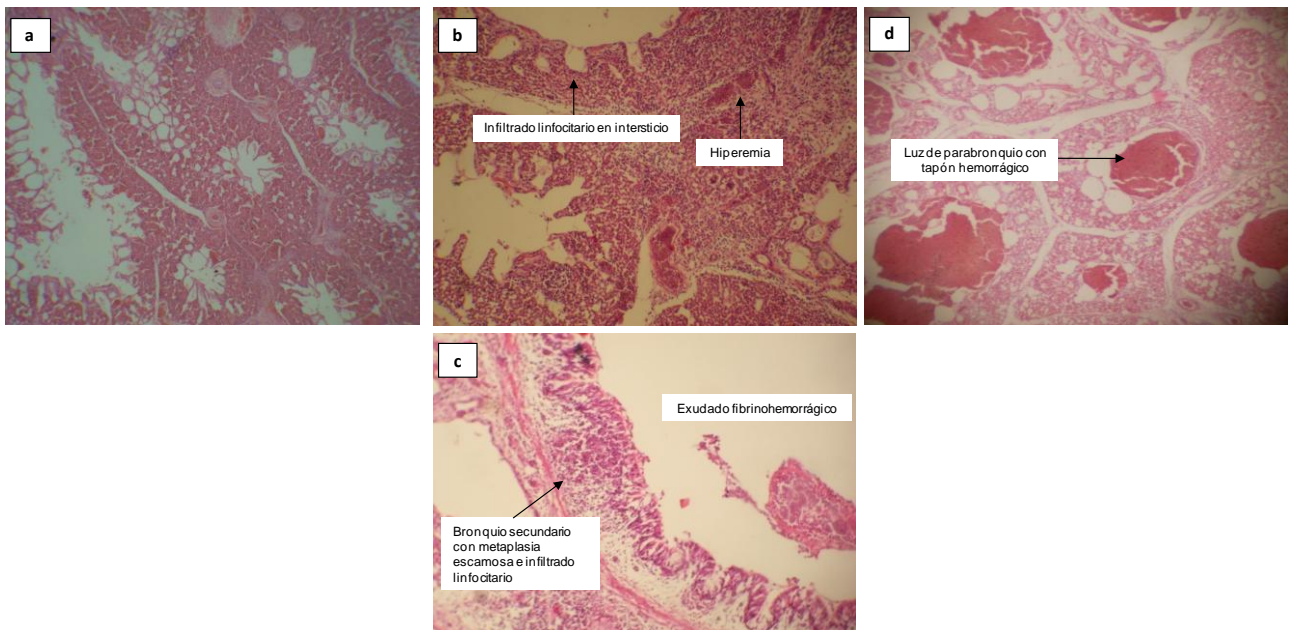 a
b
d
Infiltrado linfocitario en intersticio
Hiperemia
Luz de parabronquio con
tapón hemorrágico
c
Exudado fibrinohemorrágico
Bronquio secundario
con metaplasia
escamosa e infiltrado
linfocitario